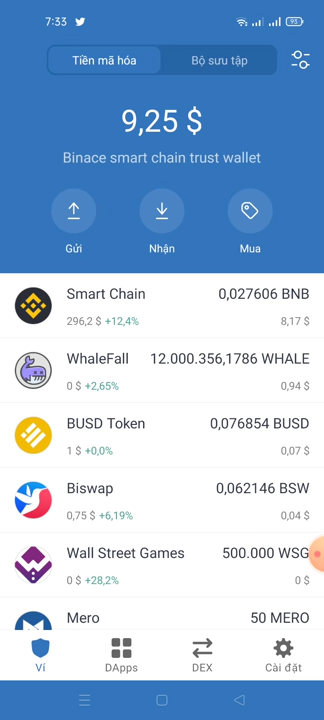 7:33
93
Tiền mã hóa
Bộ sưu tập
9,25 $
Binace smart chain trust wallet
Gửi
Nhận
Mua
Smart Chain 0,027606 BNB
296,2 $ +12,4% 8,17 $
WhaleFall 12.000.356,1786 WHALE
0 $ +2,65% 0,94 $
BUSD Token 0,076854 BUSD
1 $ +0,0% 0,07 $
Biswap 0,062146 BSW
0,75 $ +6,19% 0,04 $
Wall Street Games 500.000 WSG
0 $ +28,2% 0 $
Mero 50 MERO
Ví
DApps
DEX
Cài đặt